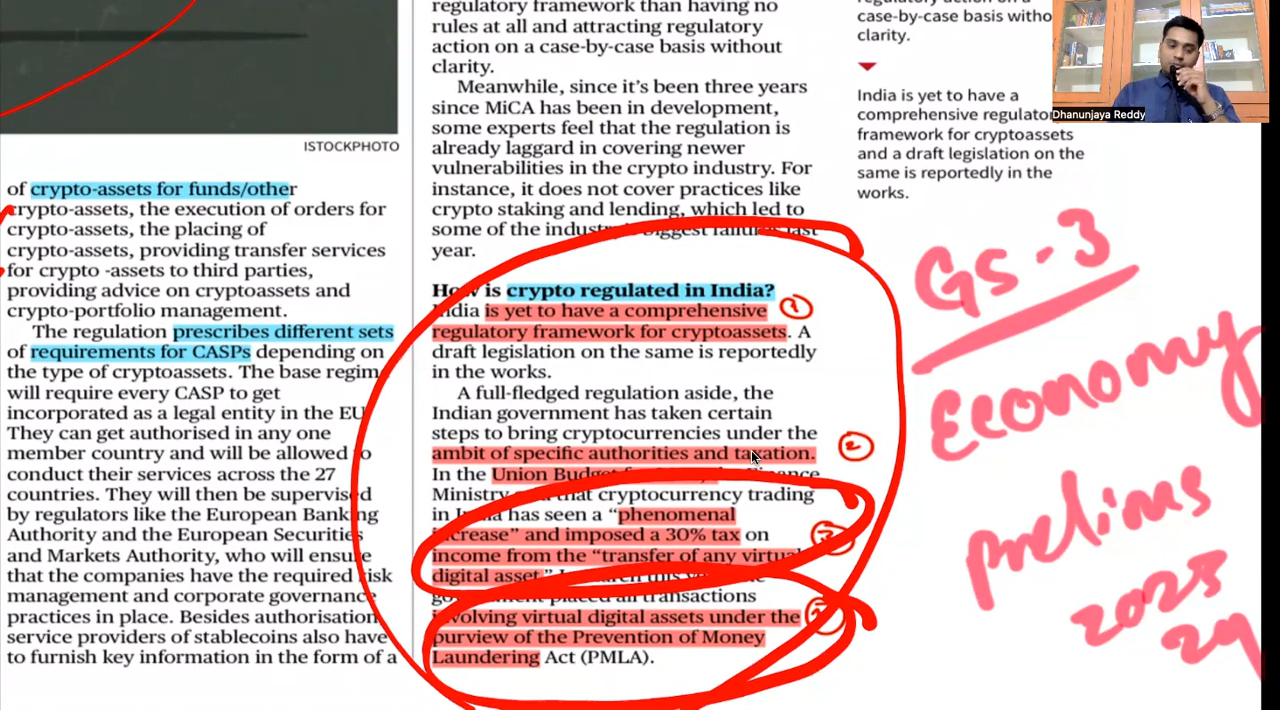 ISTOCKPHOTO
of crypto-assets for funds/other
crypto-assets, the execution of orders for
crypto-assets, the placing of
crypto-assets, providing transfer services
for crypto -assets to third parties,
providing advice on cryptoassets and
crypto-portfolio management.
The regulation prescribes different sets
of requirements for CASPs depending on
the type of cryptoassets. The base regim
will require every CASP to get
incorporated as a legal entity in the EU
They can get authorised in any one
member country and will be allowed to
conduct their services across the 27
countries. They will then be supervised
by regulators like the European Banking
Authority and the European Securities
and Markets Authority, who will ensure
that the companies have the required risk
management and corporate governance
practices in place. Besides authorisation
service providers of stablecoins also have
to furnish key information in the form of a
regulatory framework than having no
rules at all and attracting regulatory
action on a case-by-case basis without
clarity.
Meanwhile, since it's been three years
since MiCA has been in development,
some experts feel that the regulation is
already laggard in covering newer
vulnerabilities in the crypto industry. For
instance, it does not cover practices like
crypto staking and lending, which led to
some of the industry's biggest failures last
year.
How is crypto regulated in India?
India is yet to have a comprehensive 1
regulatory framework for cryptoassets. A
draft legislation on the same is reportedly
in the works.
A full-fledged regulation aside, the
Indian government has taken certain
steps to bring cryptocurrencies under the
ambit of specific authorities and taxation. 2
In the Union Budget
Ministry that cryptocurrency trading
in India has seen a "phenomenal
increase" and imposed a 30% tax on 3
income from the "transfer of any virtual
digital asset."
government placed all transactions
involving virtual digital assets under the
purview of the Prevention of Money
Laundering Act (PMLA).
regulatory action on a
case-by-case basis witho
clarity.
India is yet to have a
comprehensive regulato
framework for cryptoassets
and a draft legislation on the
same is reportedly in the
works.
Dhanunjaya Reddy
GS-3
Economy
prelims
2023
24